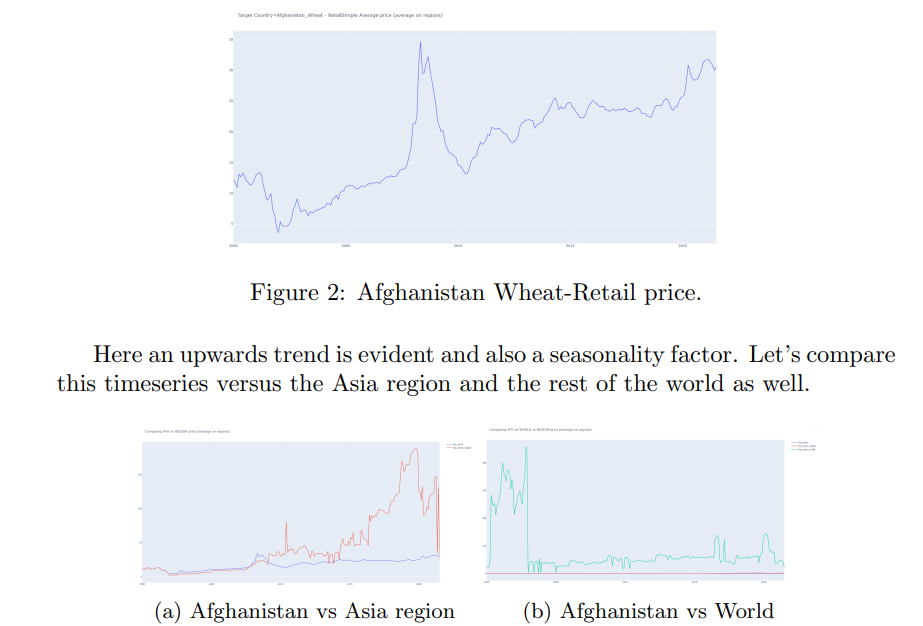 Target Country=Afghanistan_Wheat - RetailSimple Average price (average on regions)
35
30
25
20
15
10
5
2000 2005 2010 2015 2020
Figure 2: Afghanistan Wheat-Retail price.
Here an upwards trend is evident and also a seasonality factor. Let's compare
this timeseries versus the Asia region and the rest of the world as well.
Comparing AFG vs REGION price (average on regions)
Comparing AFG vs WORLD vs REGION price (average on regions)
(a) Afghanistan vs Asia region
(b) Afghanistan vs World